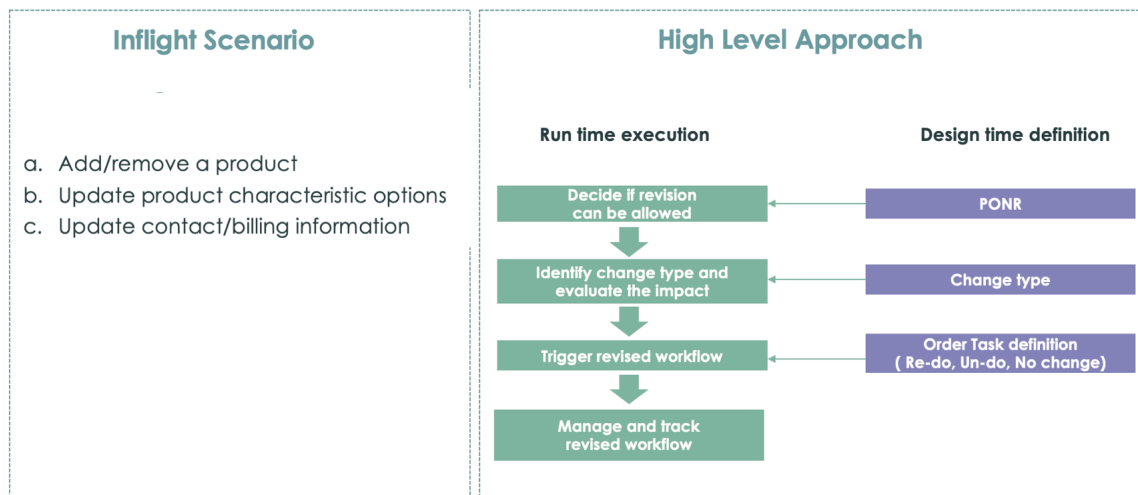 Inflight Scenario
a. Add/remove a product
b. Update product characteristic options
c. Update contact/billing information
High Level Approach
Run time execution
Design time definition
Decide if revision
can be allowed
PONR
Identify change type and
evaluate the impact
Change type
Trigger revised workflow
Order Task definition
( Re-do, Un-do, No change)
Manage and track
revised workflow